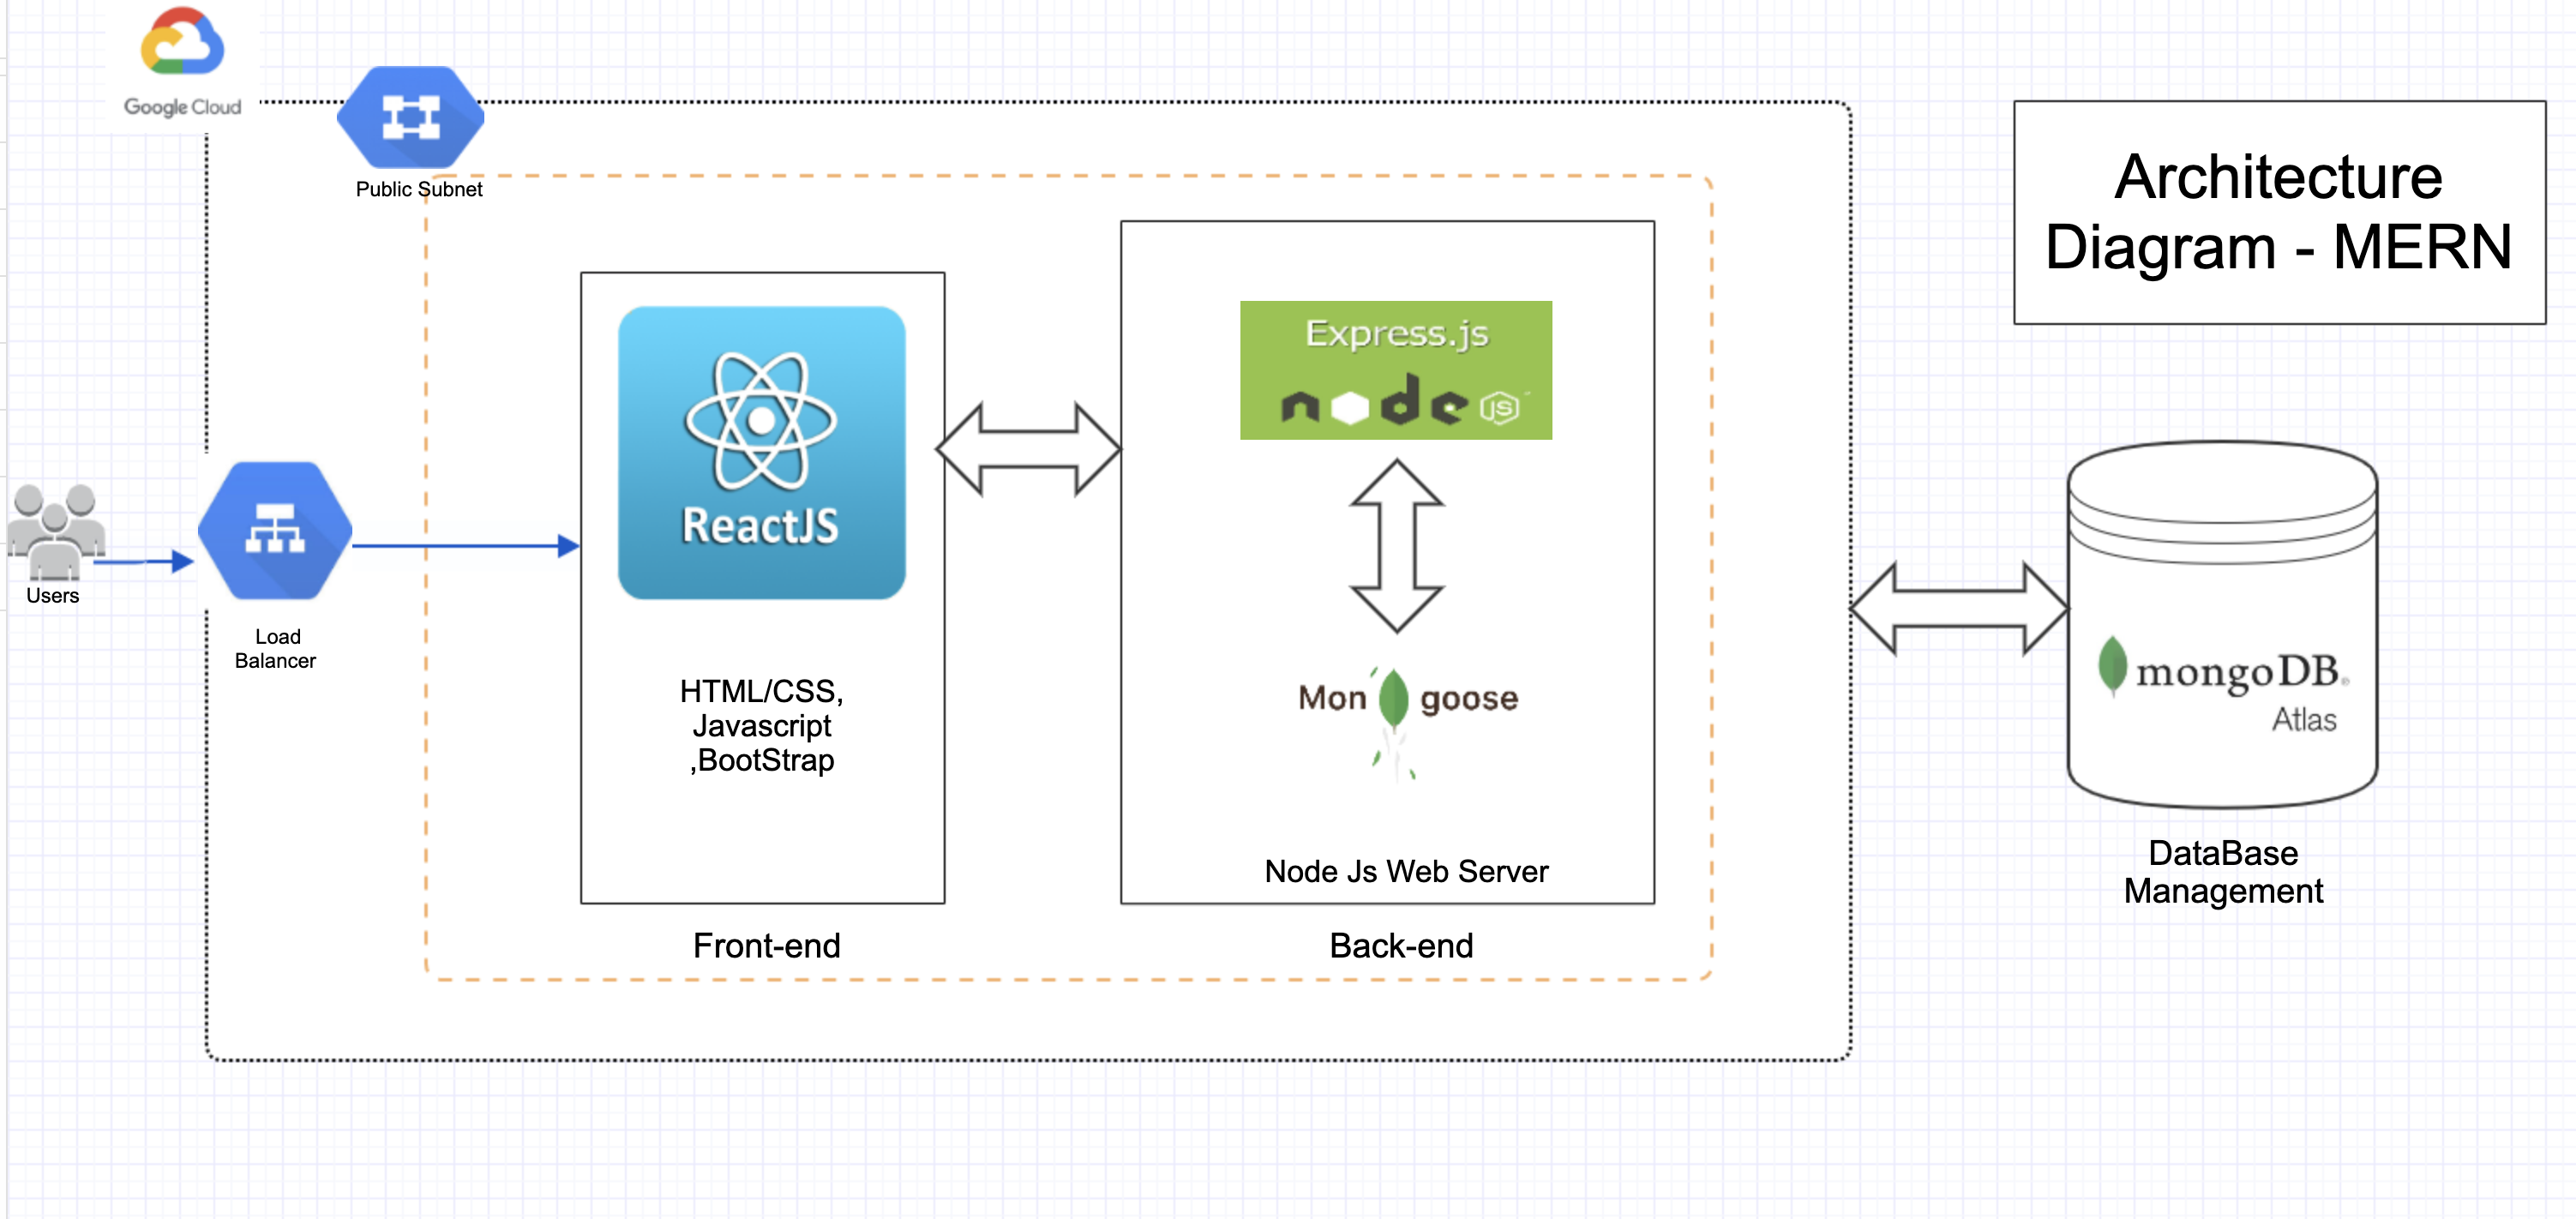 Google Cloud
Public Subnet
Architecture
Diagram - MERN
Users
Load
Balancer
ReactJS
HTML/CSS,
Javascript
,BootStrap
Front-end
Express.js
node JS
Mon goose
Node Js Web Server
Back-end
mongoDB®
Atlas
DataBase
Management